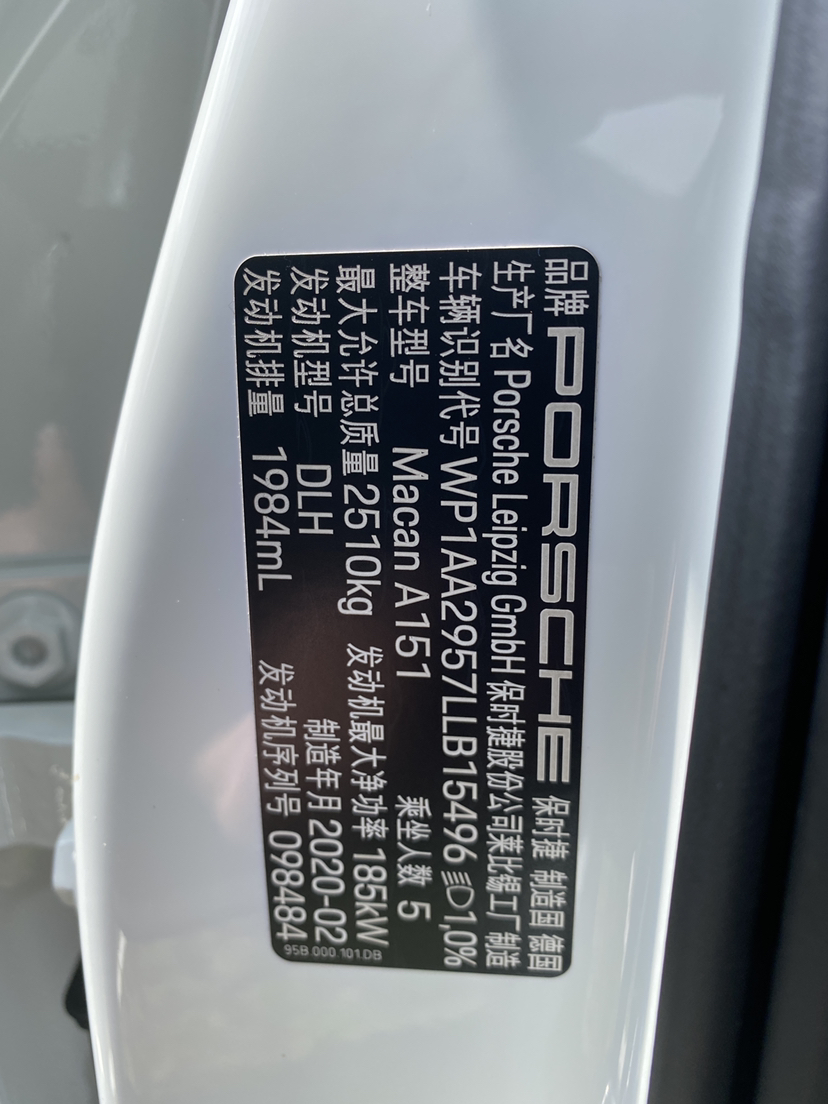 品牌 PORSCHE 保时捷 制造国 德国
生产厂名 Porsche Leipzig GmbH 保时捷股份公司莱比锡工厂 制造
车辆识别代号 WP1AA2957LLB15496 1,0%
整车型号 Macan A151 乘坐人数 5
最大允许总质量 2510kg 发动机最大净功率 185kW
发动机型号 DLH 制造年月 2020-02
发动机排量 1984mL 发动机序列号 098484
95B.000.101.DB